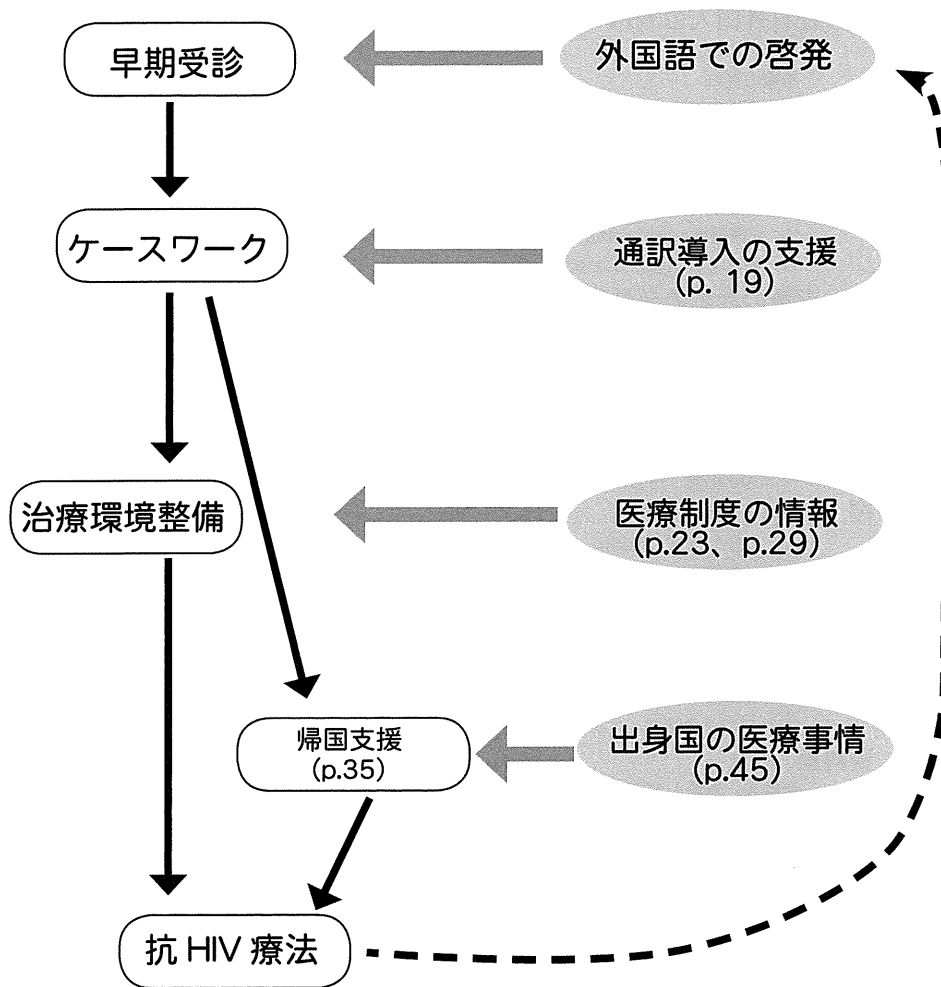 早期受診
外国語での啓発
ケースワーク
通訳導入の支援
(p. 19)
治療環境整備
医療制度の情報
(p.23、p.29)
帰国支援
(p.35)
出身国の医療事情
(p.45)
抗 HIV 療法